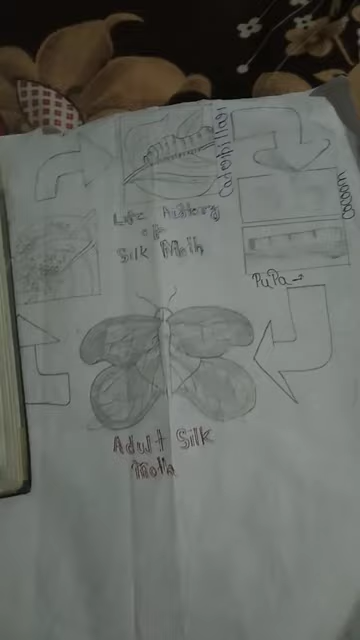 Caterpillar
Life History
of
Silk Moth
Cocoon
PuPa
Adult Silk
Moth